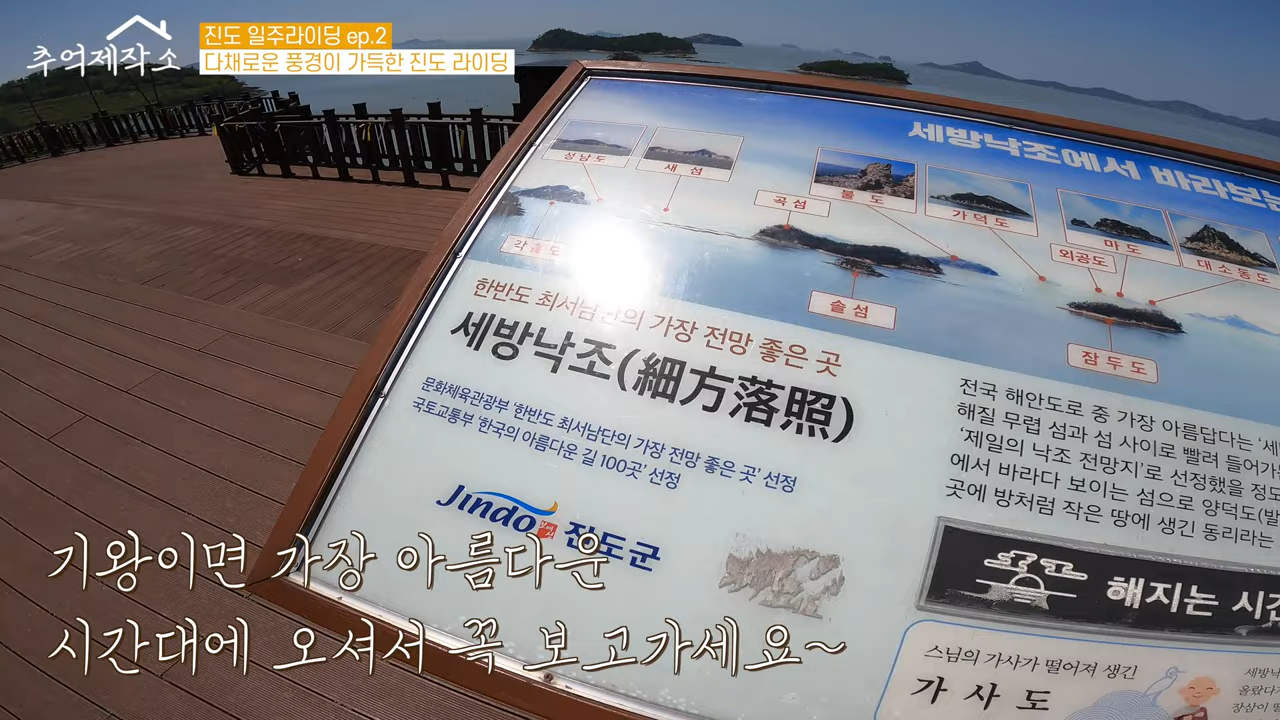 추억제작소
진도 일주라이딩 ep.2
다채로운 풍경이 가득한 진도 라이딩
세방낙조에서 바라보는
성남도
새섬
불도
가덕도
마도
대소동도
곡섬
외공도
솔섬
잠두도
한반도 최서남단의 가장 전망 좋은 곳
세방낙조(細方落照)
문화체육관광부 '한반도 최서남단의 가장 전망 좋은 곳' 선정
국토교통부 '한국의 아름다운 길 100곳' 선정
Jindo 진도군
전국 해안도로 중 가장 아름답다는
해질 무렵 섬과 섬 사이로 빨려 들어가는
'제일의 낙조 전망지'로 선정했을 정도
에서 바라다 보이는 섬으로 양덕도(발
곳에 방처럼 작은 땅에 생긴 동리라는
해지는 시간
스님의 가사가 떨어져 생긴
가사도
세방낙
기왕이면 가장 아름다운
시간대에 오셔서 꼭 보고가세요~